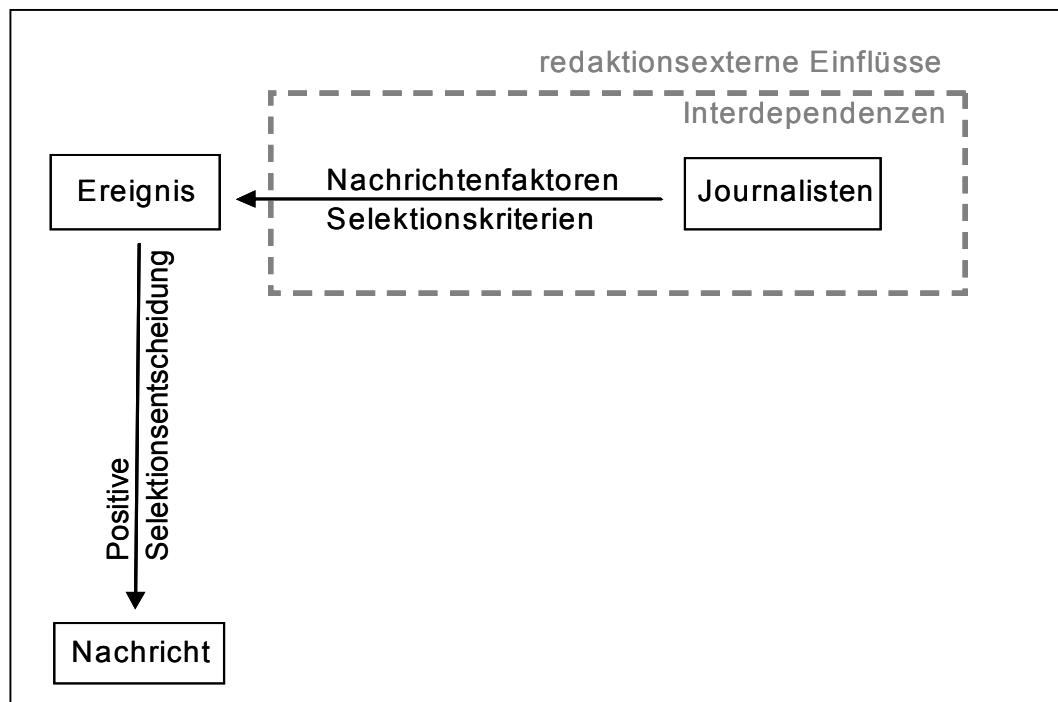 redaktionsexterne Einflüsse
Interdependenzen
Ereignis
Nachrichtenfaktoren
Selektionskriterien
Journalisten
Positive
Selektionsentscheidung
Nachricht